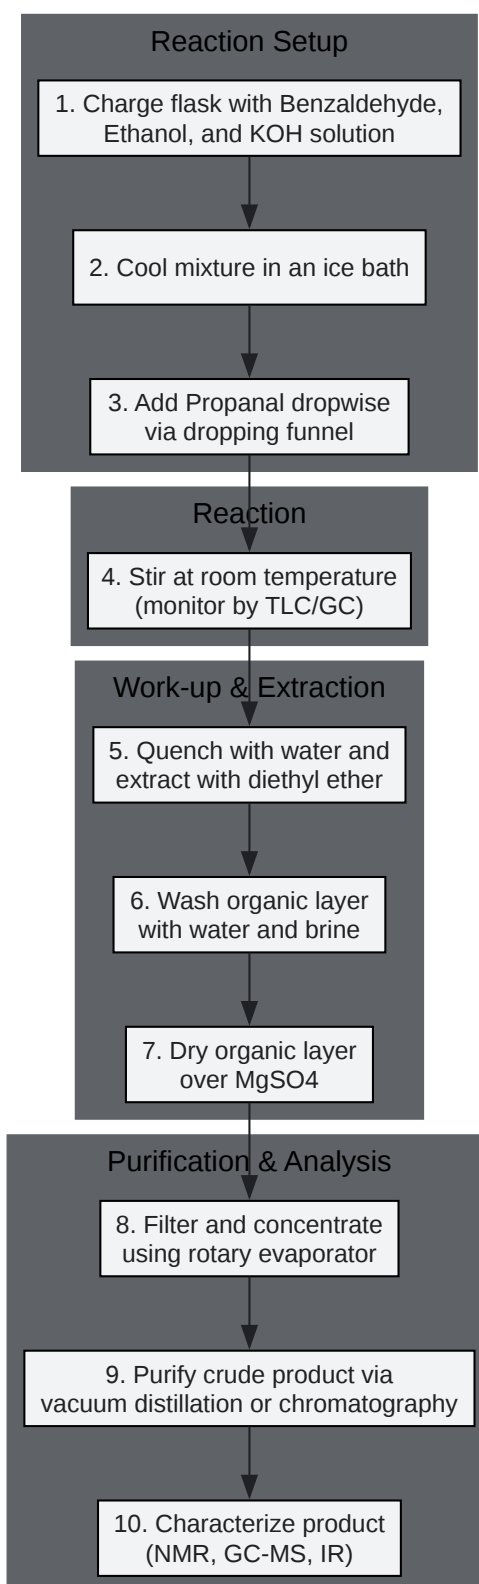 Reaction Setup
1. Charge flask with Benzaldehyde,
Ethanol, and KOH solution
2. Cool mixture in an ice bath
3. Add Propanal dropwise
via dropping funnel
Reaction
4. Stir at room temperature
(monitor by TLC/GC)
Work-up & Extraction
5. Quench with water and
extract with diethyl ether
6. Wash organic layer
with water and brine
7. Dry organic layer
over MgSO4
Purification & Analysis
8. Filter and concentrate
using rotary evaporator
9. Purify crude product via
vacuum distillation or chromatography
10. Characterize product
(NMR, GC-MS, IR)